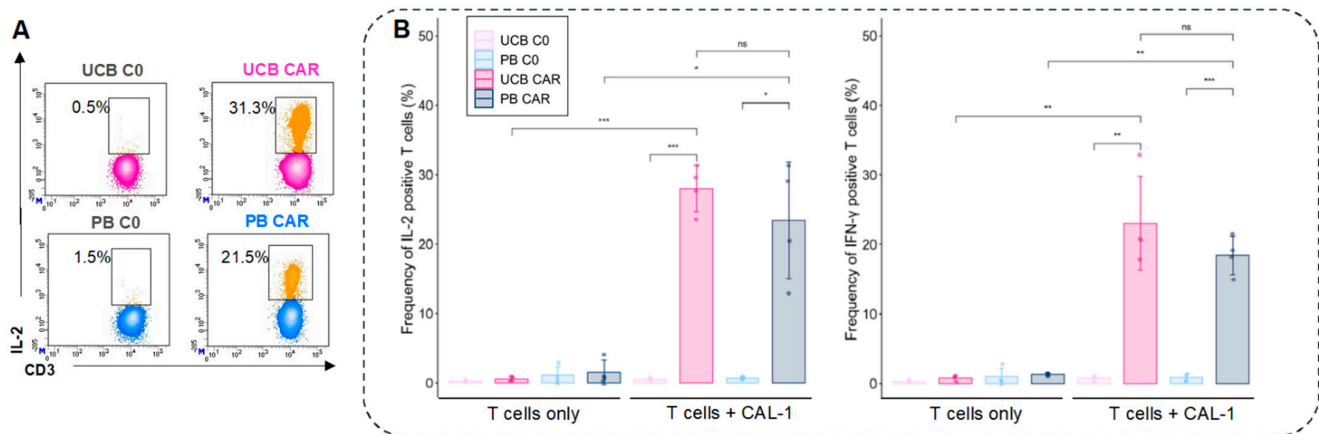 A
IL-2
UCB C0
0.5%
UCB CAR
31.3%
PB C0
1.5%
PB CAR
21.5%
CD3
B
Frequency of IL-2 positive T cells (%)
50
40
30
20
10
0
UCB C0
PB C0
UCB CAR
PB CAR
ns
*
*
***
***
T cells only
T cells + CAL-1
Frequency of IFN-γ positive T cells (%)
50
40
30
20
10
0
ns
**
***
**
**
T cells only
T cells + CAL-1